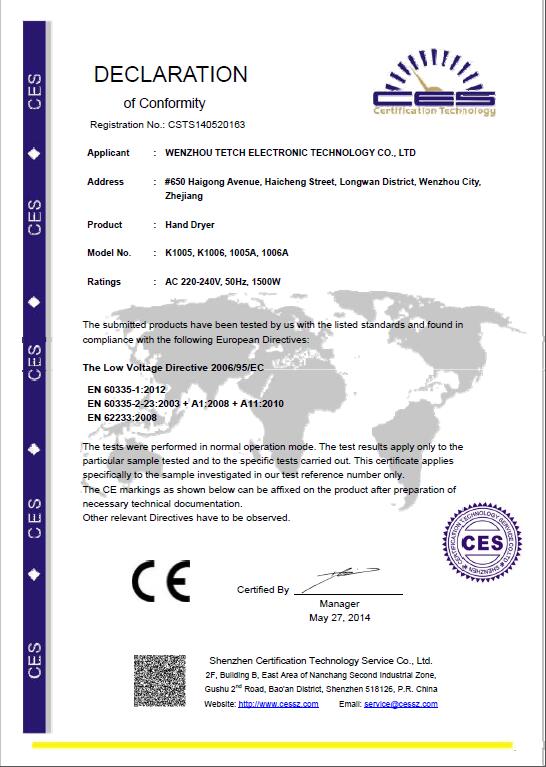 DECLARATION
of Conformity
Registration No.: CSTS140520163
CES
Certification Technology
Applicant : WENZHOU TETCH ELECTRONIC TECHNOLOGY CO., LTD
Address : #650 Haigong Avenue, Haicheng Street, Longwan District, Wenzhou City,
Zhejiang
Product : Hand Dryer
Model No. : K1005, K1006, 1005A, 1006A
Ratings : AC 220-240V, 50Hz, 1500W
The submitted products have been tested by us with the listed standards and found in
compliance with the following European Directives:
The Low Voltage Directive 2006/95/EC
EN 60335-1:2012
EN 60335-2-23:2003 + A1:2008 + A11:2010
EN 62233:2008
The tests were performed in normal operation mode. The test results apply only to the
particular sample tested and to the specific tests carried out. This certificate applies
specifically to the sample investigated in our test reference number only.
The CE markings as shown below can be affixed on the product after preparation of
necessary technical documentation.
Other relevant Directives have to be observed.
CERTIFICATION TECHNOLOGY SERVICE CO., LTD
SHENZHEN
CES
CE
Certified By
Manager
May 27, 2014
Shenzhen Certification Technology Service Co., Ltd.
2F, Building B, East Area of Nanchang Second Industrial Zone,
Gushu 2nd Road, Bao'an District, Shenzhen 518126, P.R. China
Website: http://www.cessz.com Email: service@cessz.com
CES
CES
CES
CES
CES